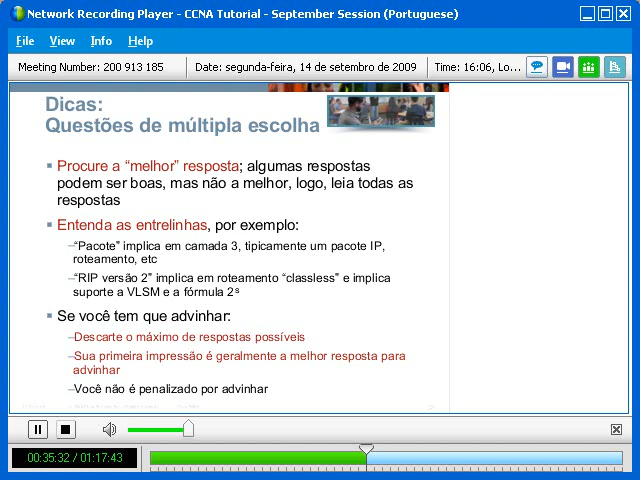 Network Recording Player - CCNA Tutorial - September Session (Portuguese)
File View Info Help
Meeting Number: 200 913 185 Date: segunda-feira, 14 de setembro de 2009 Time: 16:06, Lo...
Dicas:
Questões de múltipla escolha
Procure a “melhor” resposta; algumas respostas
podem ser boas, mas não a melhor, logo, leia todas as
respostas
Entenda as entrelinhas, por exemplo:
–“Pacote” implica em camada 3, tipicamente um pacote IP,
roteamento, etc
–“RIP versão 2” implica em roteamento “classless” e implica
suporte a VLSM e a fórmula 2ˢ
Se você tem que advinhar:
–Descarte o máximo de respostas possíveis
–Sua primeira impressão é geralmente a melhor resposta para
advinhar
–Você não é penalizado por advinhar
00:35:32 / 01:17:43